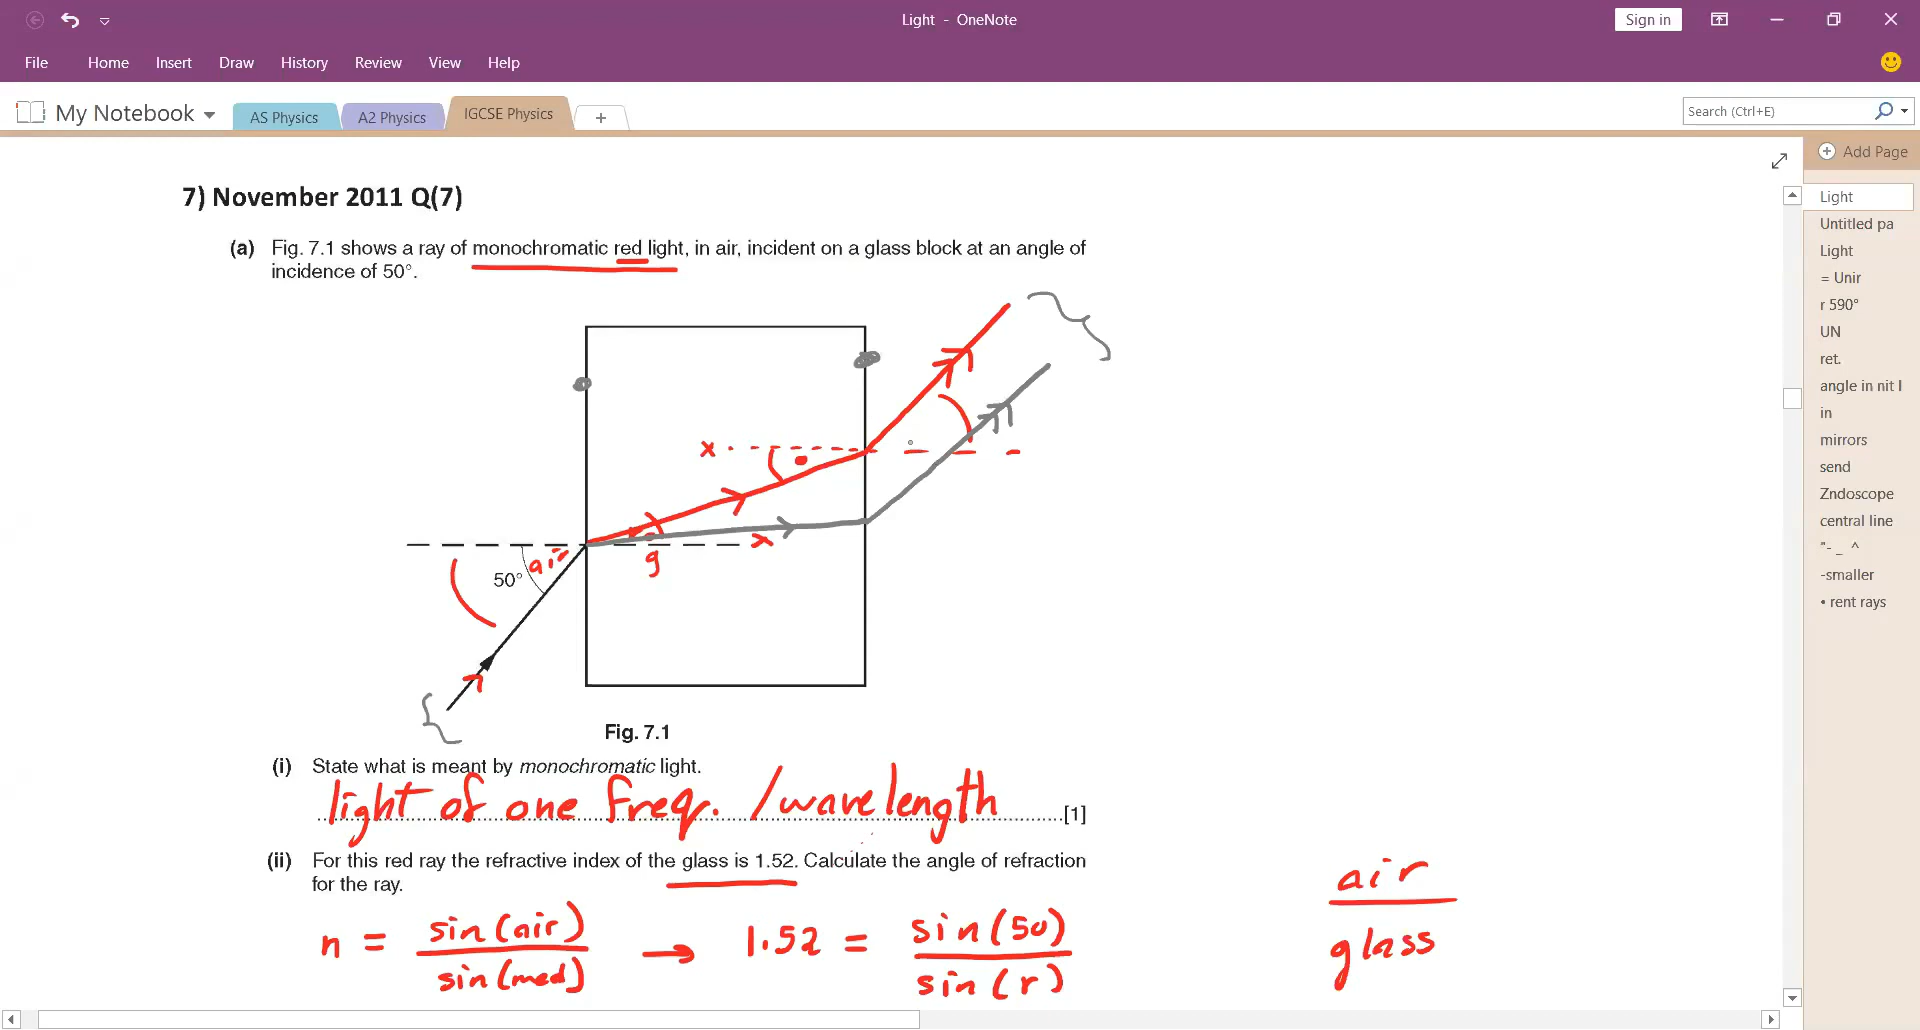 Light - OneNote
Sign in
File Home Insert Draw History Review View Help
My Notebook
AS Physics
A2 Physics
IGCSE Physics
+
Search (Ctrl+E)
Add Page
Light
Untitled pa
Light
= Unir
r 590°
UN
ret.
angle in nit I
in
mirrors
send
Zndoscope
central line
"- _ ^
-smaller
• rent rays
7) November 2011 Q(7)
(a) Fig. 7.1 shows a ray of monochromatic red light, in air, incident on a glass block at an angle of
incidence of 50°.
x
x
air
g
50°
Fig. 7.1
(i) State what is meant by monochromatic light.
light of one freq. / wavelength
[1]
(ii) For this red ray the refractive index of the glass is 1.52. Calculate the angle of refraction
for the ray.
n = sin(air) / sin(med) → 1.52 = sin(50) / sin(r)
air
glass